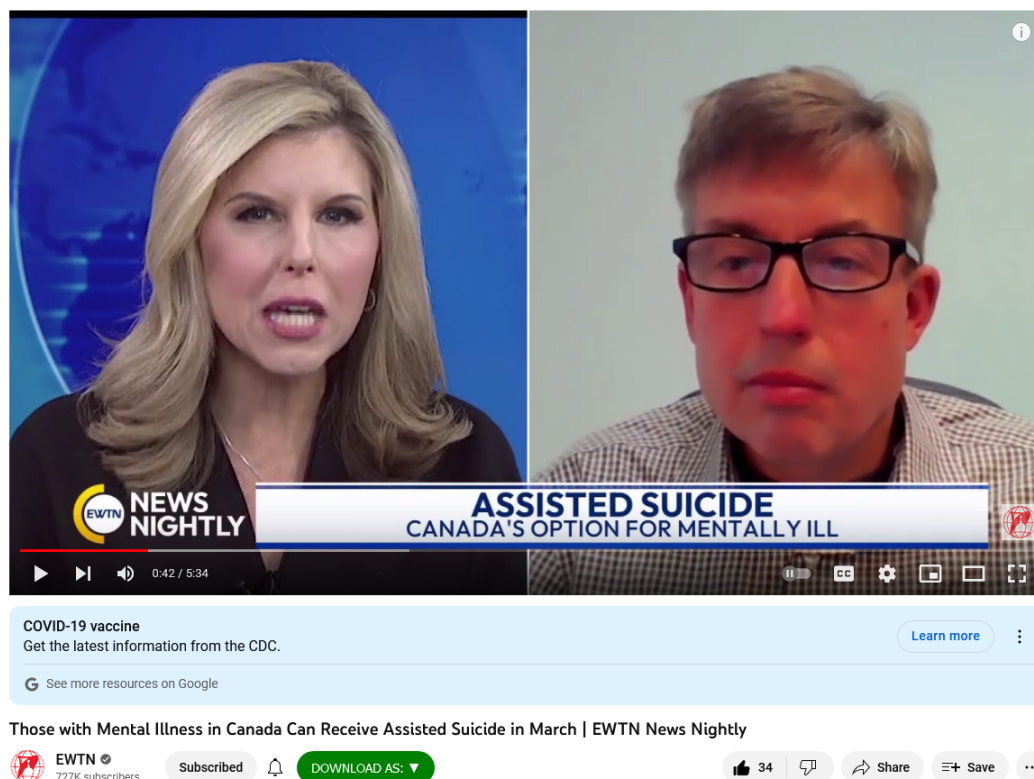 EWTN
NEWS
NIGHTLY
ASSISTED SUICIDE
CANADA'S OPTION FOR MENTALLY ILL
0:42 / 5:34
CC
COVID-19 vaccine
Get the latest information from the CDC.
Learn more
G See more resources on Google
Those with Mental Illness in Canada Can Receive Assisted Suicide in March | EWTN News Nightly
EWTN
727K subscribers
Subscribed
DOWNLOAD AS: ▼
34
Share
Save